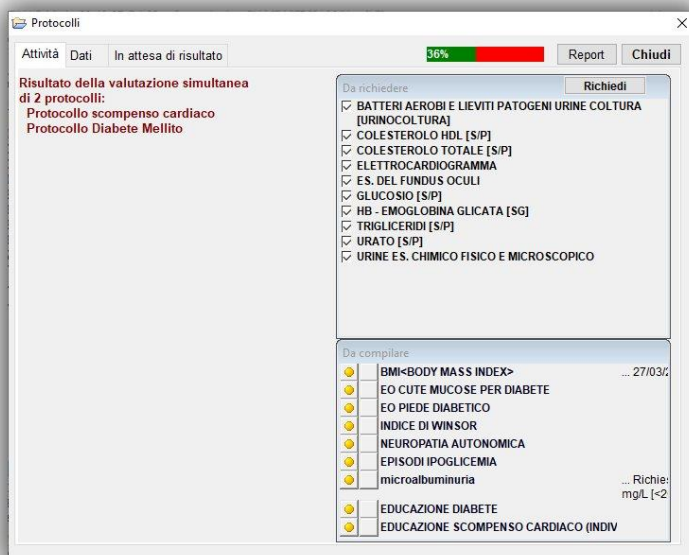 Protocolli
Attività Dati In attesa di risultato 36% Report Chiudi
Risultato della valutazione simultanea
di 2 protocolli:
Protocollo scompenso cardiaco
Protocollo Diabete Mellito
Da richiedere Richiedi
BATTERI AEROBI E LIEVITI PATOGENI URINE COLTURA
[URINOCOLTURA]
COLESTEROLO HDL [S/P]
COLESTEROLO TOTALE [S/P]
ELETTROCARDIOGRAMMA
ES. DEL FUNDUS OCULI
GLUCOSIO [S/P]
HB - EMOGLOBINA GLICATA [SG]
TRIGLICERIDI [S/P]
URATO [S/P]
URINE ES. CHIMICO FISICO E MICROSCOPICO
Da compilare
BMI<BODY MASS INDEX> ... 27/03/
EO CUTE MUCOSE PER DIABETE
EO PIEDE DIABETICO
INDICE DI WINSOR
NEUROPATIA AUTONOMICA
EPISODI IPOGLICEMIA
microalbuminuria ... Richie
mg/L [<2
EDUCAZIONE DIABETE
EDUCAZIONE SCOMPENSO CARDIACO (INDIV